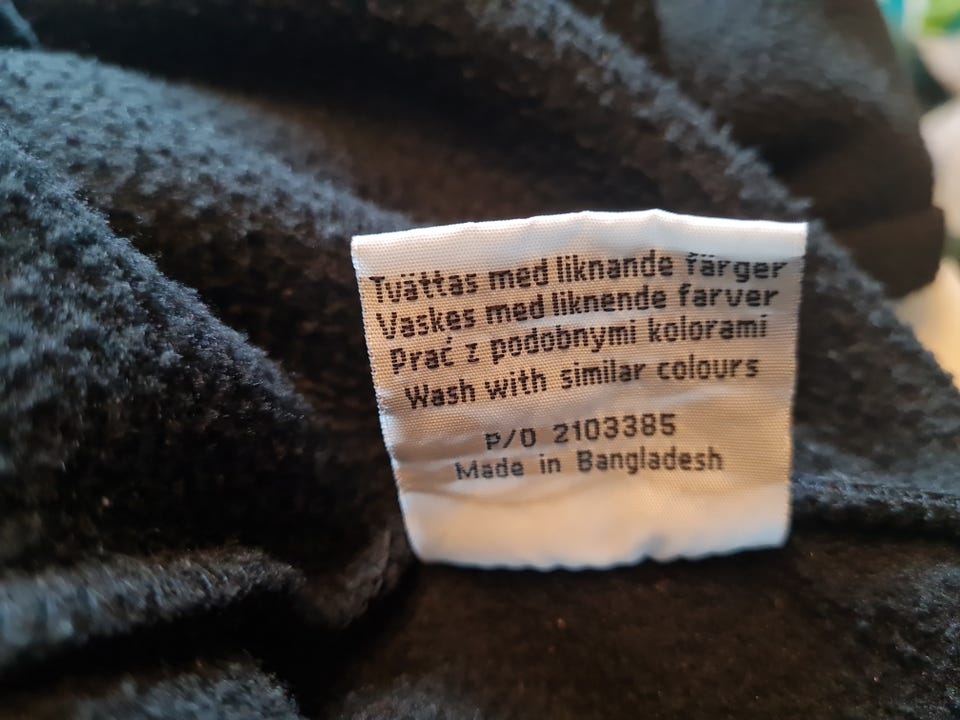 Tvättas med liknande färger
Vaskes med liknende farver
Prać z podobnymi kolorami
Wash with similar colours
P/O 2103385
Made in Bangladesh